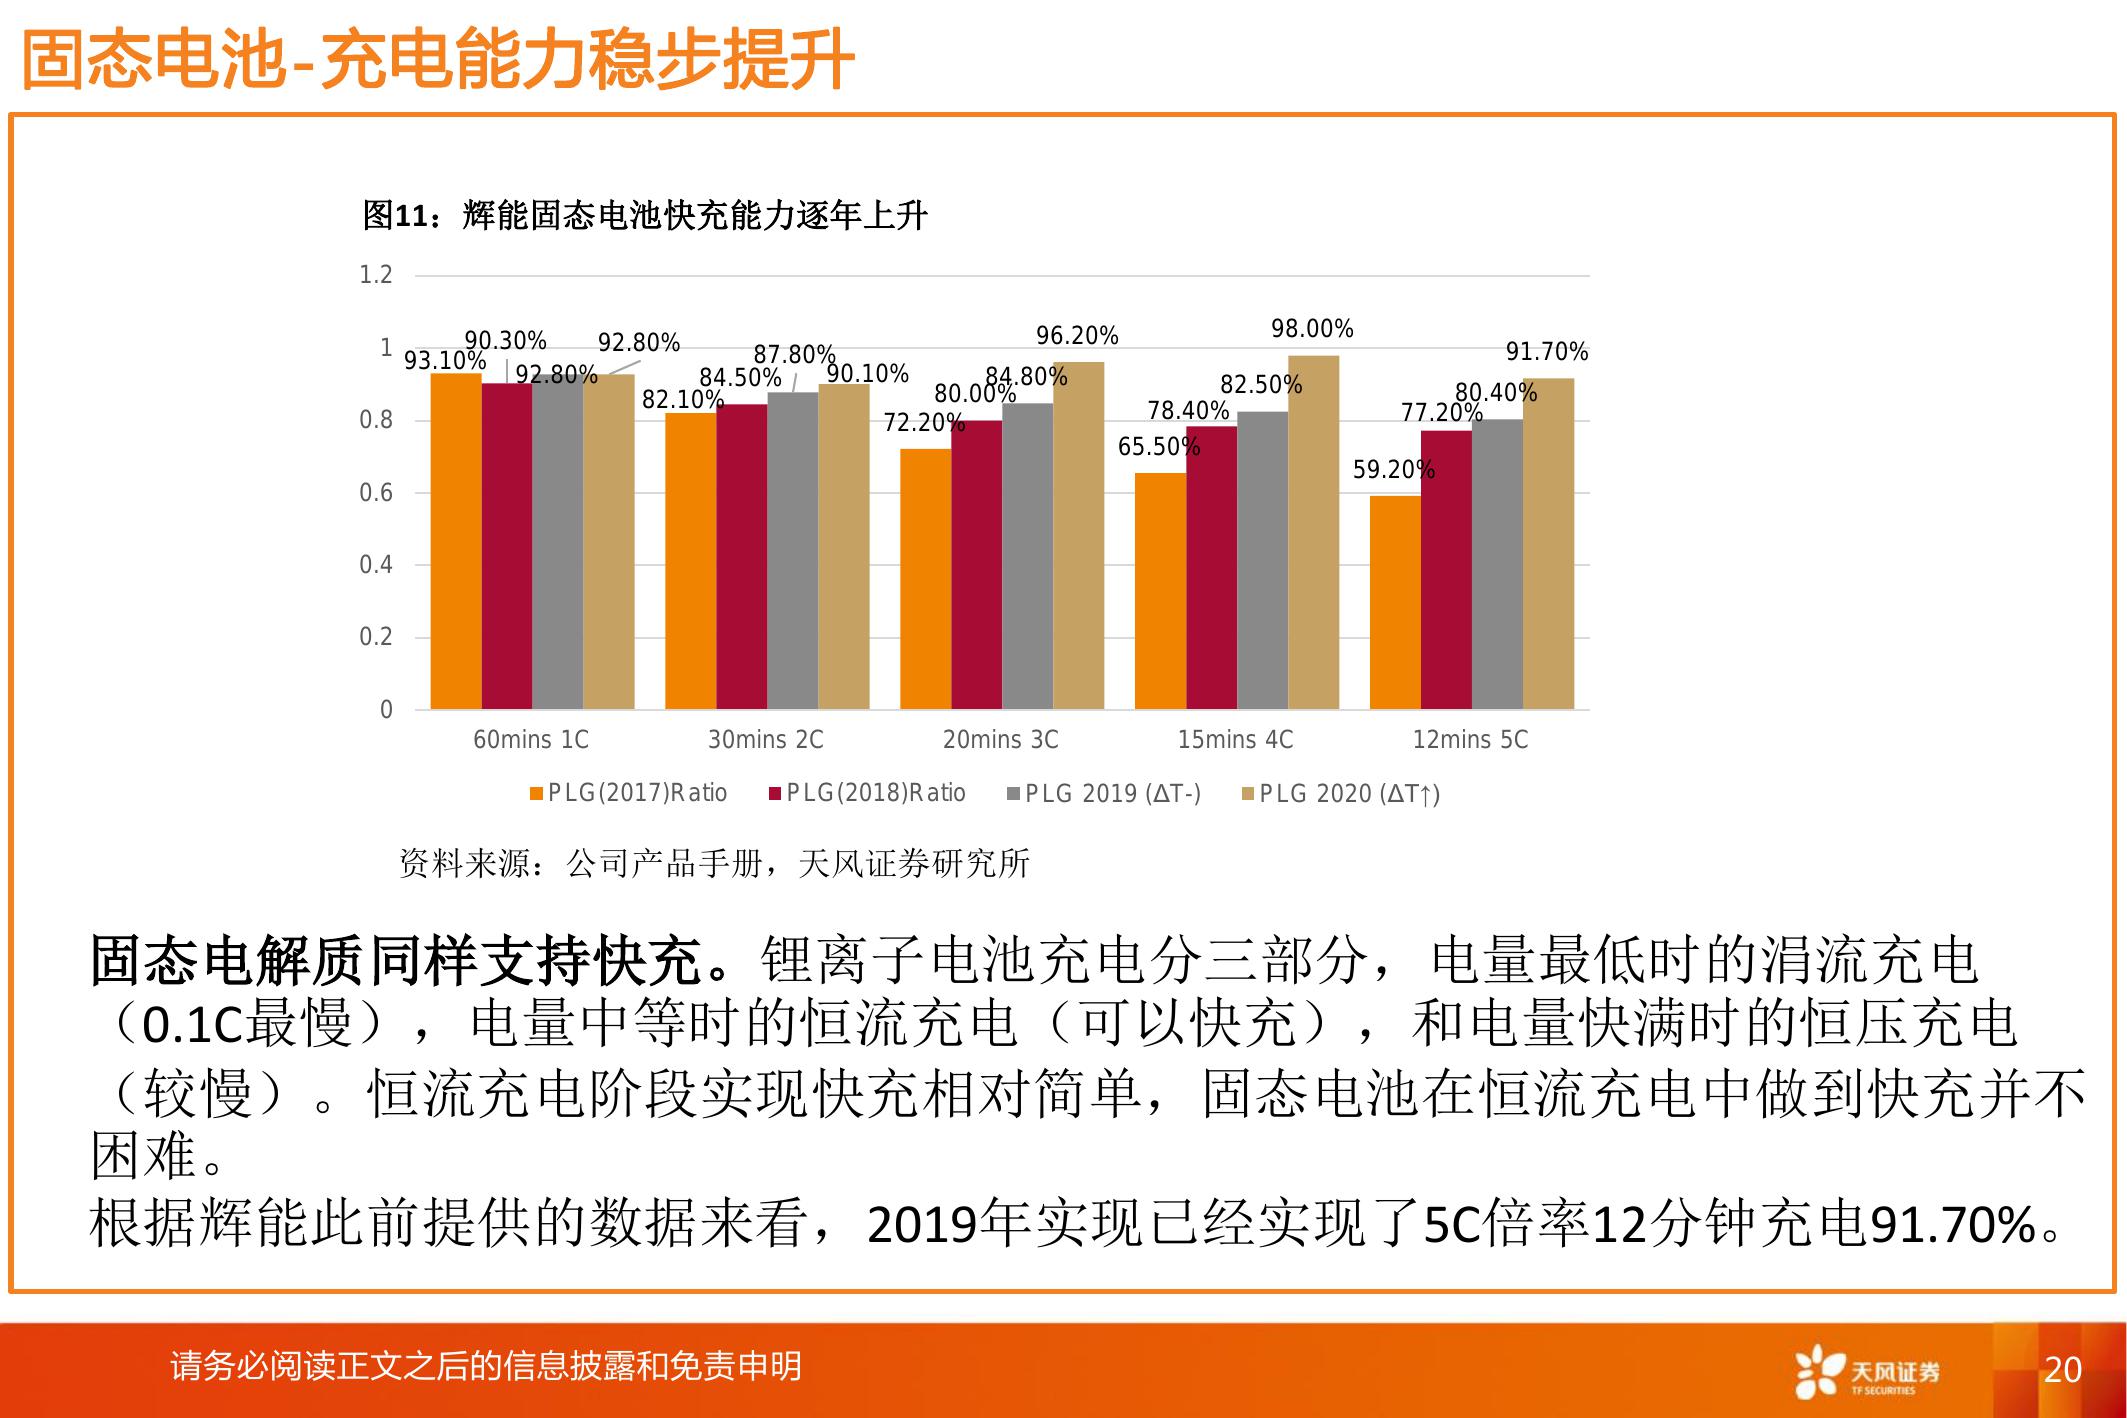 固态电池-充电能力稳步提升
图11：辉能固态电池快充能力逐年上升
1.2
1
0.8
0.6
0.4
0.2
0
93.10%
90.30%
92.80%
92.80%
82.10%
84.50%
87.80%
90.10%
72.20%
80.00%
84.80%
96.20%
65.50%
78.40%
82.50%
98.00%
59.20%
77.20%
80.40%
91.70%
60mins 1C
30mins 2C
20mins 3C
15mins 4C
12mins 5C
PLG(2017)Ratio
PLG(2018)Ratio
PLG 2019 (ΔT-)
PLG 2020 (ΔT↑)
资料来源：公司产品手册，天风证券研究所
固态电解质同样支持快充。锂离子电池充电分三部分，电量最低时的涓流充电
（0.1C最慢），电量中等时的恒流充电（可以快充），和电量快满时的恒压充电
（较慢）。恒流充电阶段实现快充相对简单，固态电池在恒流充电中做到快充并不
困难。
根据辉能此前提供的数据来看，2019年实现已经实现了5C倍率12分钟充电91.70%。
请务必阅读正文之后的信息披露和免责申明
天风证券
TF SECURITIES
20